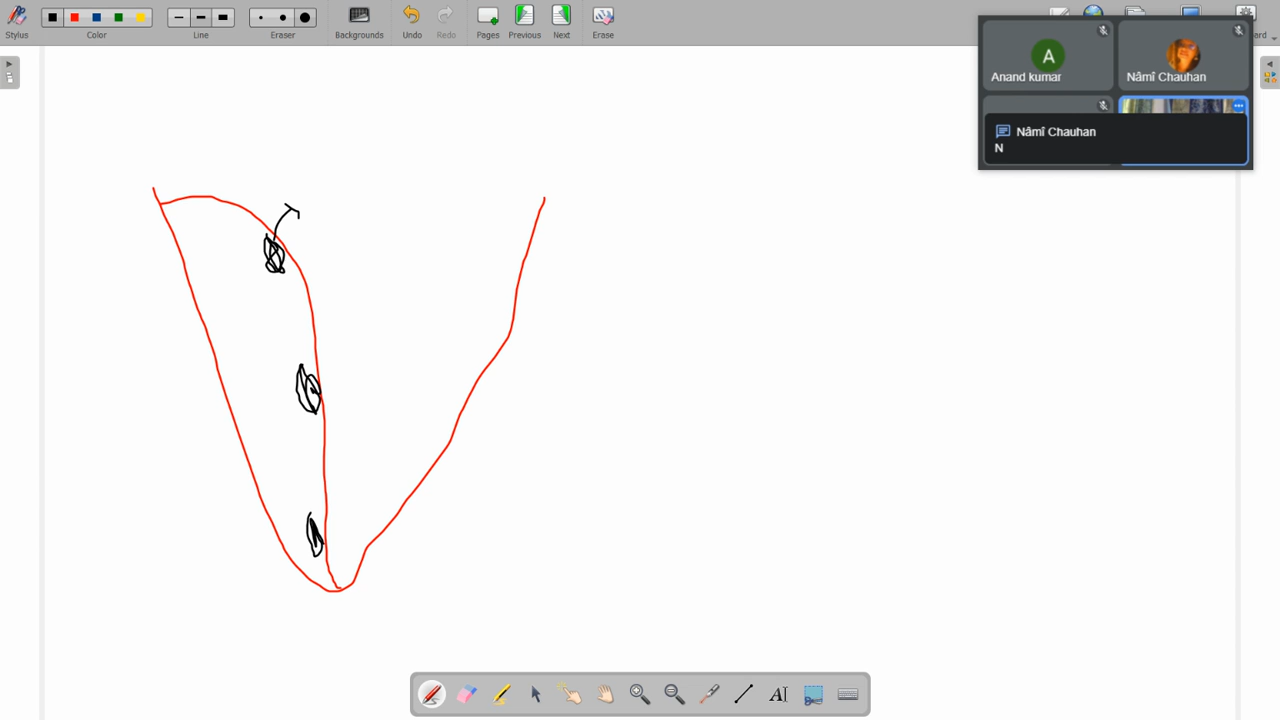 Stylus
Color
Line
Eraser
Backgrounds
Undo
Redo
Pages
Previous
Next
Erase
Anand kumar
Nâmî Chauhan
A
Nâmî Chauhan
N